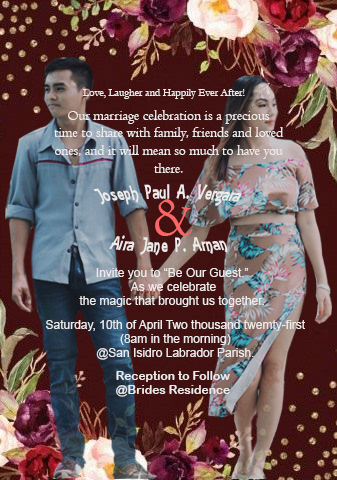 Love, Laugher and Happily Ever After!
Our marriage celebration is a precious
time to share with family, friends and loved
ones, and it will mean so much to have you
there.
Joseph Paul A. Vergara
&
Aira Jane P. Arnan
Invite you to “Be Our Guest.”
As we celebrate
the magic that brought us together.
Saturday, 10th of April Two thousand twemty-first
(8am in the morning)
@San Isidro Labrador Parish.
Reception to Follow
@Brides Residence